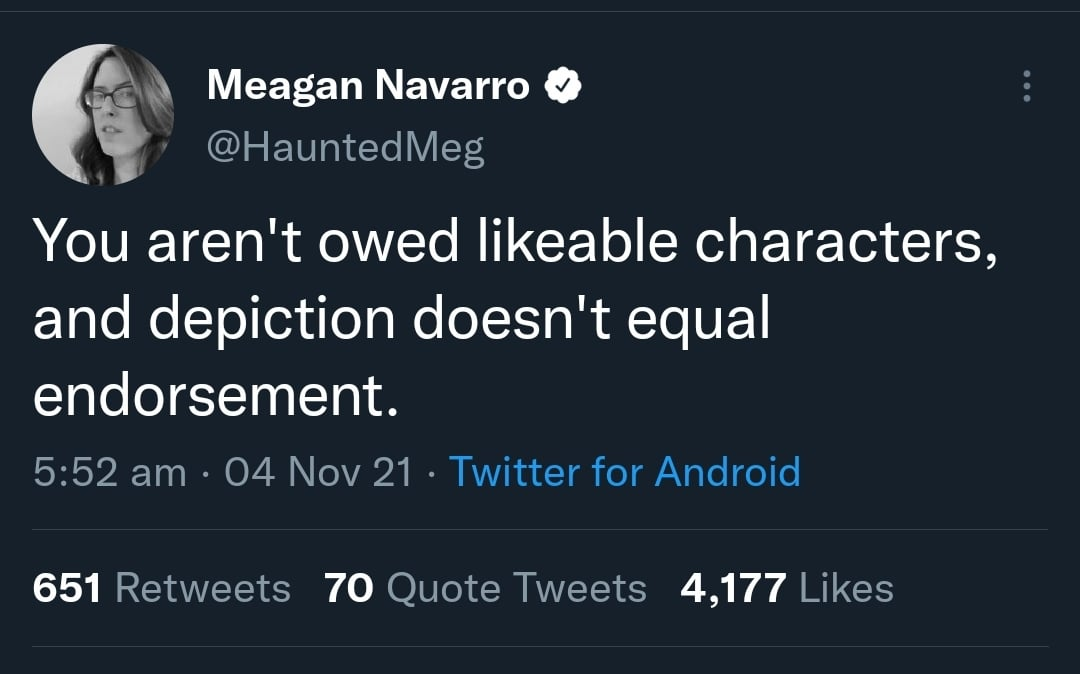 Meagan Navarro
@HauntedMeg
You aren't owed likeable characters,
and depiction doesn't equal
endorsement.
5:52 am · 04 Nov 21 · Twitter for Android
651 Retweets 70 Quote Tweets 4,177 Likes